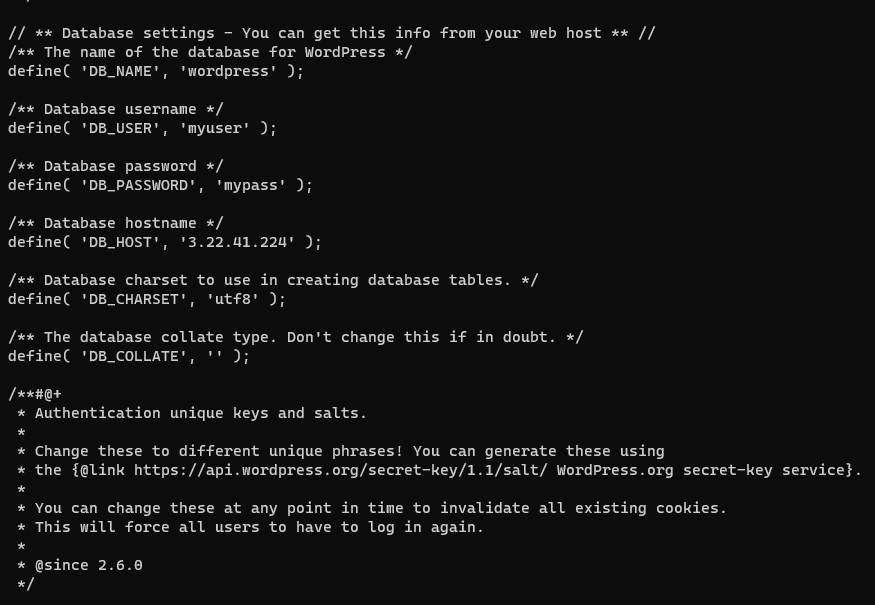 // ** Database settings - You can get this info from your web host ** //
/** The name of the database for WordPress */
define( 'DB_NAME', 'wordpress' );

/** Database username */
define( 'DB_USER', 'myuser' );

/** Database password */
define( 'DB_PASSWORD', 'mypass' );

/** Database hostname */
define( 'DB_HOST', '3.22.41.224' );

/** Database charset to use in creating database tables. */
define( 'DB_CHARSET', 'utf8' );

/** The database collate type. Don't change this if in doubt. */
define( 'DB_COLLATE', '' );

/**#@+
 * Authentication unique keys and salts.
 *
 * Change these to different unique phrases! You can generate these using
 * the {@link https://api.wordpress.org/secret-key/1.1/salt/ WordPress.org secret-key service}.
 *
 * You can change these at any point in time to invalidate all existing cookies.
 * This will force all users to have to log in again.
 *
 * @since 2.6.0
 */